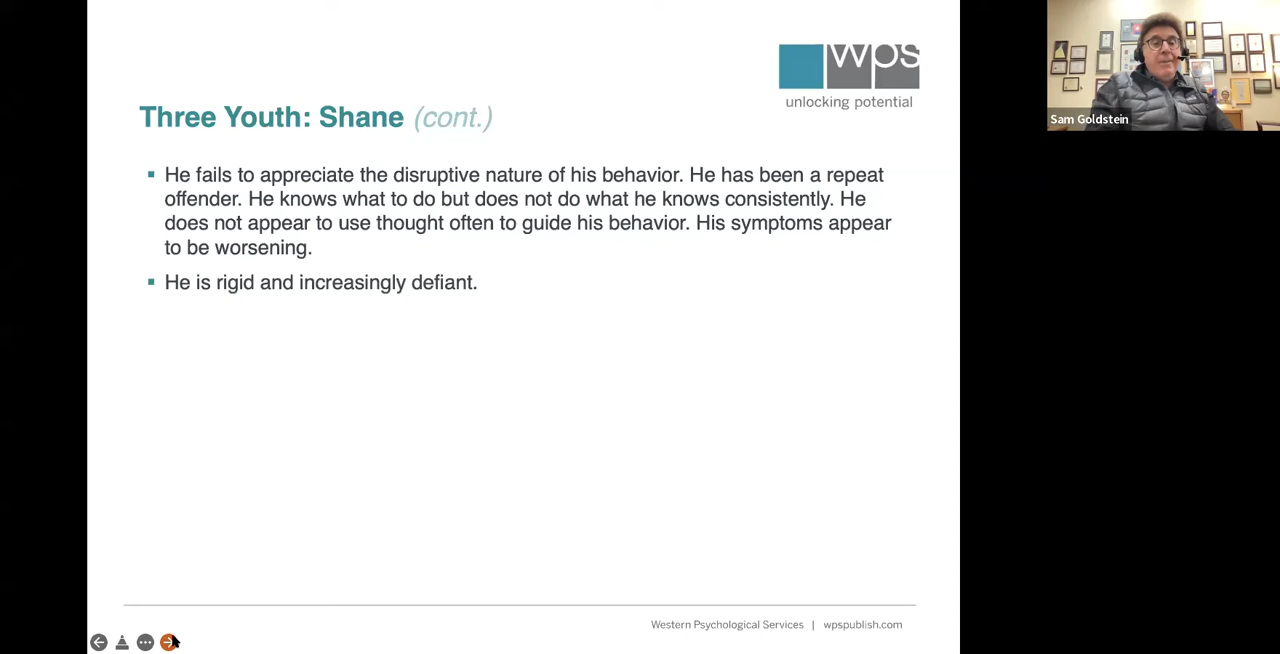 wps
unlocking potential
Three Youth: Shane (cont.)
He fails to appreciate the disruptive nature of his behavior. He has been a repeat
offender. He knows what to do but does not do what he knows consistently. He
does not appear to use thought often to guide his behavior. His symptoms appear
to be worsening.
He is rigid and increasingly defiant.
Western Psychological Services | wpspublish.com
Sam Goldstein